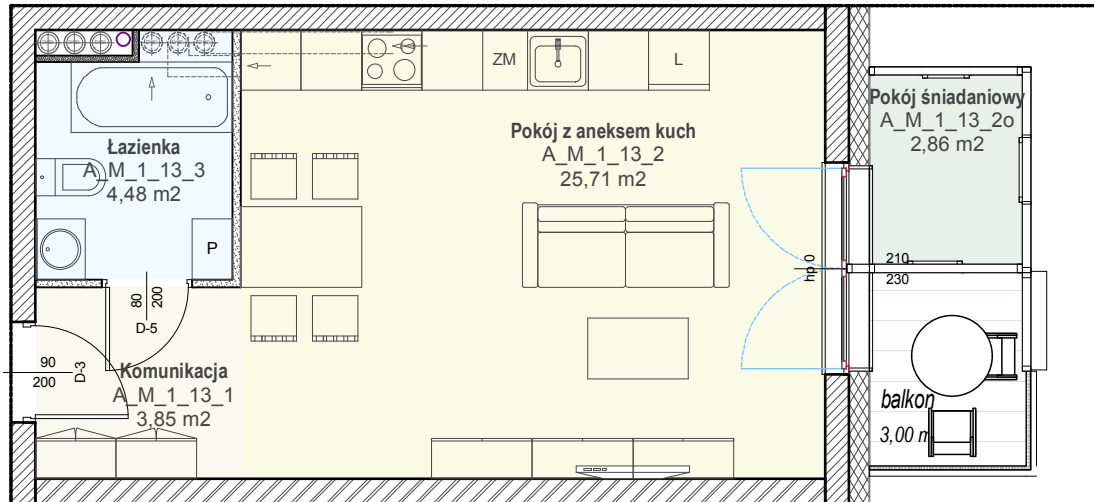 ZM
L
Łazienka
A_M_1_13_3
4,48 m2
Pokój z aneksem kuch
A_M_1_13_2
25,71 m2
Pokój śniadaniowy
A_M_1_13_2o
2,86 m2
P
80
200
D-5
90
200
D-3
Komunikacja
A_M_1_13_1
3,85 m2
hp 0
210
230
balkon
3,00 m